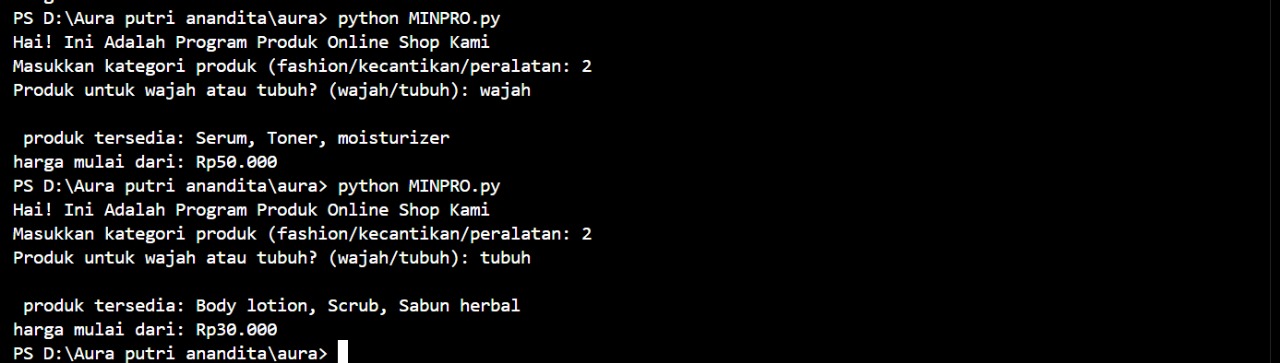 PS D:\Aura putri anandita\aura> python MINPRO.py
Hai! Ini Adalah Program Produk Online Shop Kami
Masukkan kategori produk (fashion/kecantikan/peralatan: 2
Produk untuk wajah atau tubuh? (wajah/tubuh): wajah

 produk tersedia: Serum, Toner, moisturizer
harga mulai dari: Rp50.000
PS D:\Aura putri anandita\aura> python MINPRO.py
Hai! Ini Adalah Program Produk Online Shop Kami
Masukkan kategori produk (fashion/kecantikan/peralatan: 2
Produk untuk wajah atau tubuh? (wajah/tubuh): tubuh

 produk tersedia: Body lotion, Scrub, Sabun herbal
harga mulai dari: Rp30.000
PS D:\Aura putri anandita\aura>